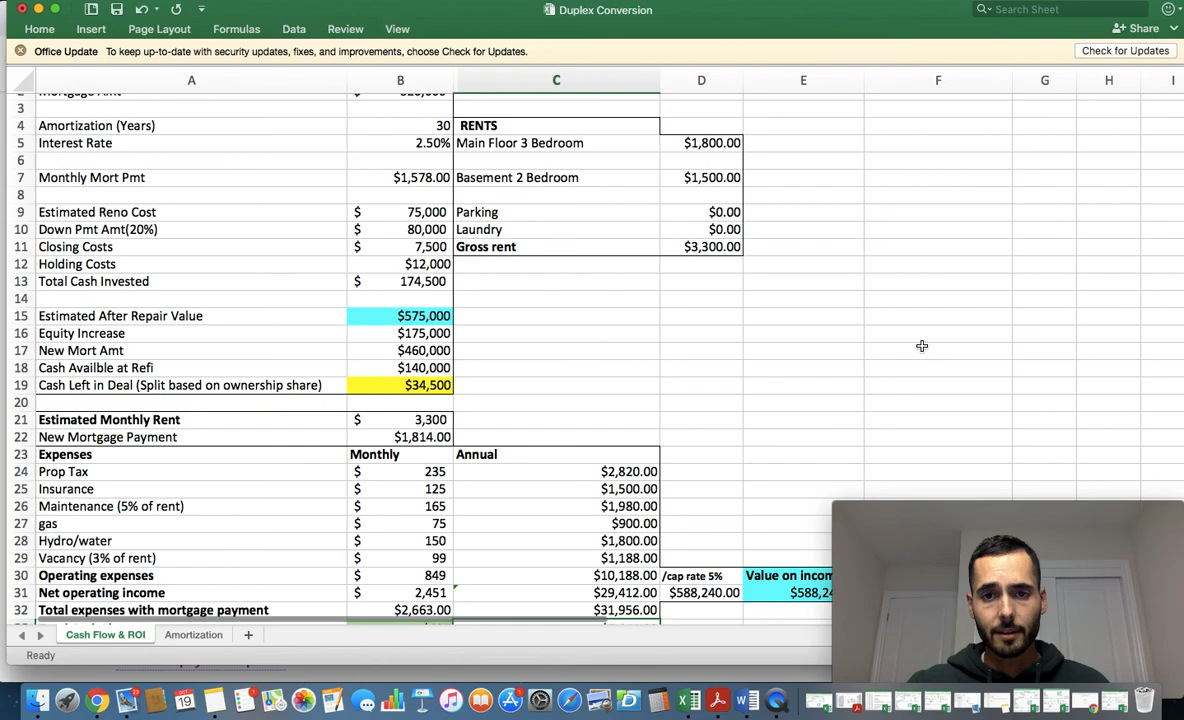 Duplex Conversion
Search Sheet
Home Insert Page Layout Formulas Data Review View Share
Office Update To keep up-to-date with security updates, fixes, and improvements, choose Check for Updates. Check for Updates
A B C D E F G H I
3
4 Amortization (Years) 30 RENTS
5 Interest Rate 2.50% Main Floor 3 Bedroom $1,800.00
6
7 Monthly Mort Pmt $1,578.00 Basement 2 Bedroom $1,500.00
8
9 Estimated Reno Cost $ 75,000 Parking $0.00
10 Down Pmt Amt(20%) $ 80,000 Laundry $0.00
11 Closing Costs $ 7,500 Gross rent $3,300.00
12 Holding Costs $12,000
13 Total Cash Invested $ 174,500
14
15 Estimated After Repair Value $575,000
16 Equity Increase $175,000
17 New Mort Amt $460,000
18 Cash Availble at Refi $140,000
19 Cash Left in Deal (Split based on ownership share) $34,500
20
21 Estimated Monthly Rent $ 3,300
22 New Mortgage Payment $1,814.00
23 Expenses Monthly Annual
24 Prop Tax $ 235 $2,820.00
25 Insurance $ 125 $1,500.00
26 Maintenance (5% of rent) $ 165 $1,980.00
27 gas $ 75 $900.00
28 Hydro/water $ 150 $1,800.00
29 Vacancy (3% of rent) $ 99 $1,188.00
30 Operating expenses $ 849 $10,188.00 /cap rate 5% Value on incom
31 Net operating income $ 2,451 $29,412.00 $588,240.00 $588,24
32 Total expenses with mortgage payment $2,663.00 $31,956.00
Cash Flow & ROI Amortization +
Ready